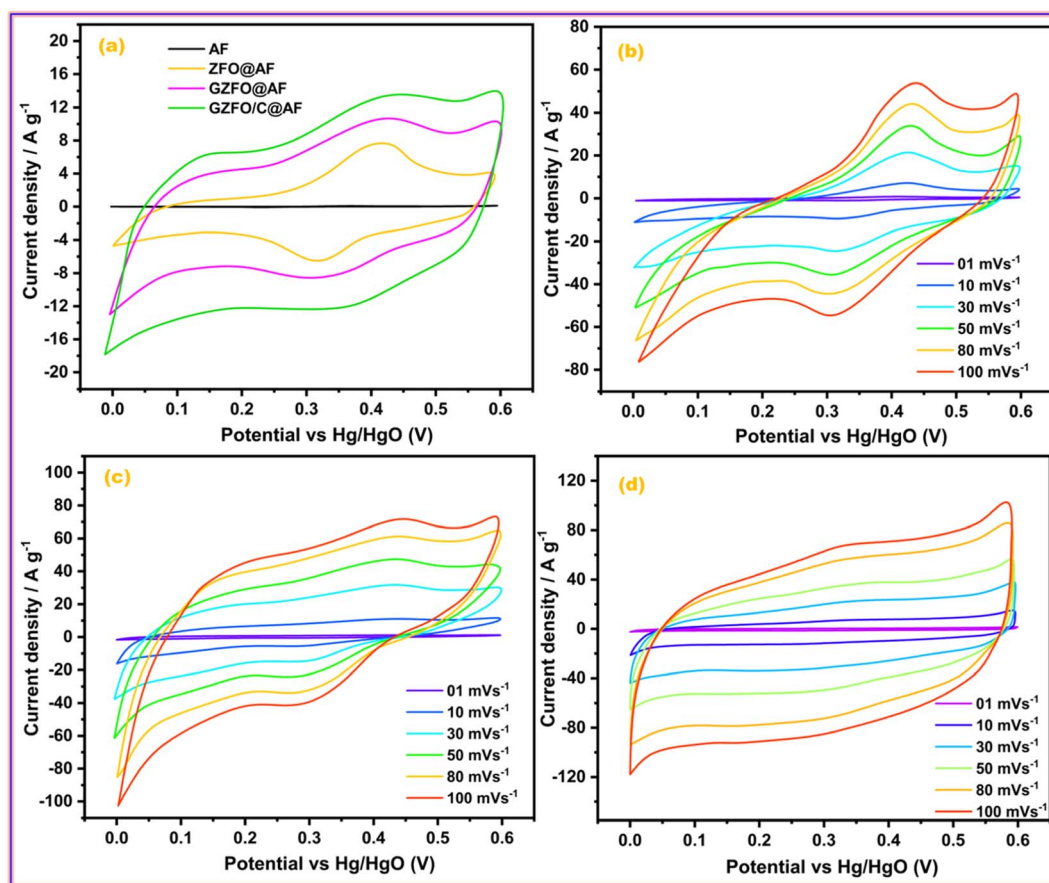 (a)
AF
ZFO@AF
GZFO@AF
GZFO/C@AF
20
16
12
8
4
0
-4
-8
-12
-16
-20
Current density / A g⁻¹
0.0 0.1 0.2 0.3 0.4 0.5 0.6
Potential vs Hg/HgO (V)
(b)
80
60
40
20
0
-20
-40
-60
-80
Current density / A g⁻¹
01 mVs⁻¹
10 mVs⁻¹
30 mVs⁻¹
50 mVs⁻¹
80 mVs⁻¹
100 mVs⁻¹
0.0 0.1 0.2 0.3 0.4 0.5 0.6
Potential vs Hg/HgO (V)
(c)
100
80
60
40
20
0
-20
-40
-60
-80
-100
Current density / A g⁻¹
01 mVs⁻¹
10 mVs⁻¹
30 mVs⁻¹
50 mVs⁻¹
80 mVs⁻¹
100 mVs⁻¹
0.0 0.1 0.2 0.3 0.4 0.5 0.6
Potential vs Hg/HgO (V)
(d)
120
80
40
0
-40
-80
-120
Current density / A g⁻¹
01 mVs⁻¹
10 mVs⁻¹
30 mVs⁻¹
50 mVs⁻¹
80 mVs⁻¹
100 mVs⁻¹
0.0 0.1 0.2 0.3 0.4 0.5 0.6
Potential vs Hg/HgO (V)